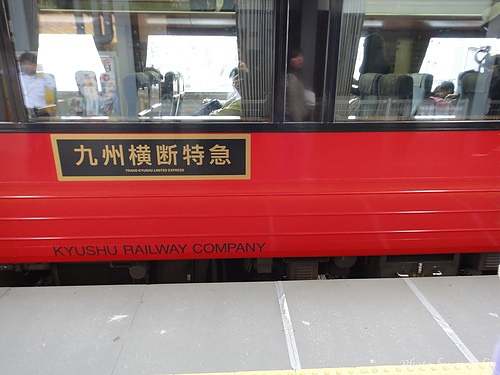 九州横断特急
TRANS-KYUSHU LIMITED EXPRESS
KYUSHU RAILWAY COMPANY